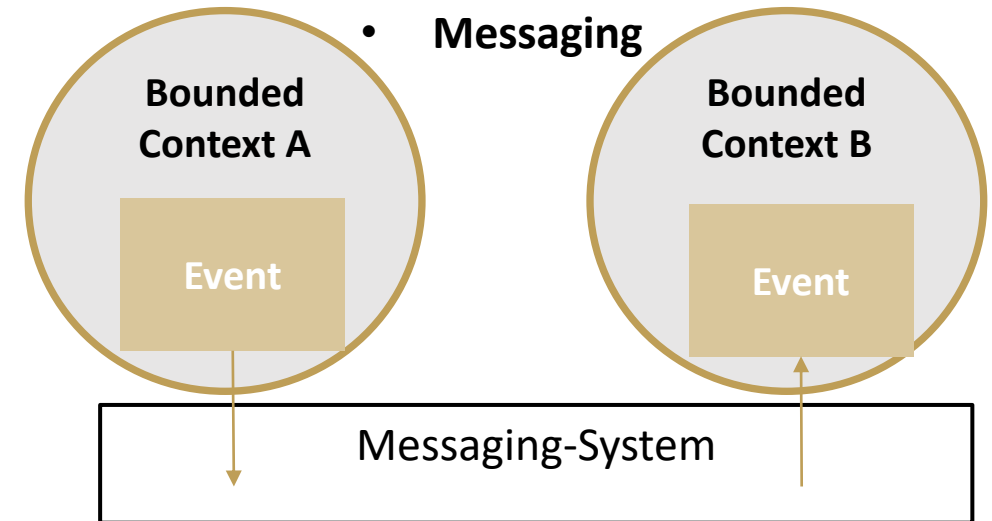 • Messaging
Bounded
Context A
Bounded
Context B
Event
Event
Messaging-System